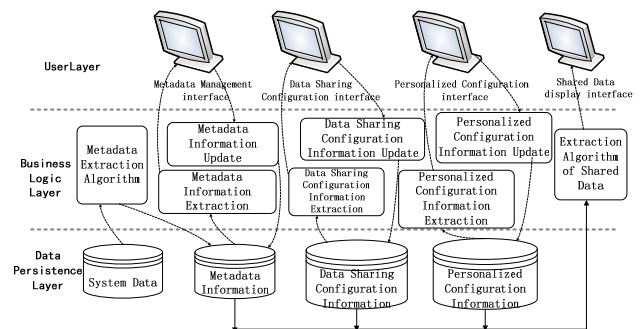 UserLayer
Metadata Management
interface
Data Sharing
Configuration interface
Personalized Configuration
interface
Shared Data
display interface
Business
Logic
Layer
Metadata
Extraction
Algorithm
Metadata
Information
Update
Metadata
Information
Extraction
Data Sharing
Configuration
Information Update
Data Sharing
Configuration
Information
Extraction
Personalized
Configuration
Information Update
Personalized
Configuration
Information
Extraction
Extraction
Algorithm
of Shared
Data
Data
Persistence
Layer
System Data
Metadata
Information
Data Sharing
Configuration
Information
Personalized
Configuration
Information